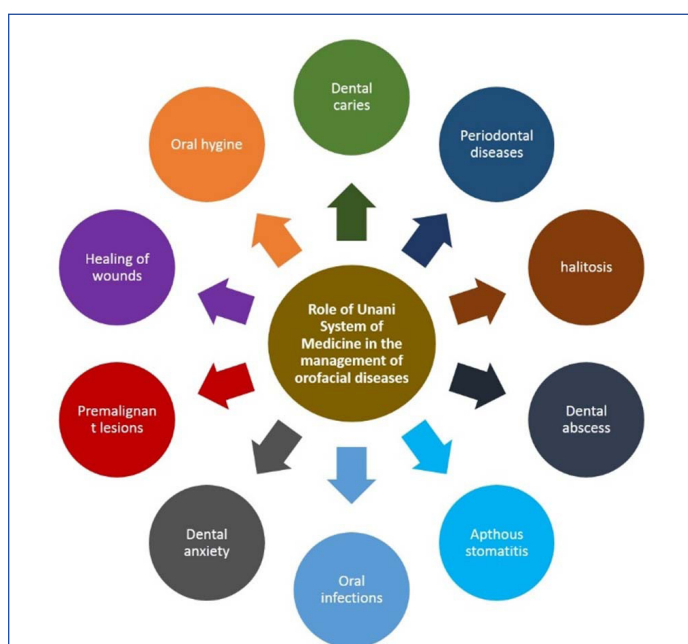 Dental
caries
Periodontal
diseases
halitosis
Dental
abscess
Apthous
stomatitis
Oral
infections
Dental
anxiety
Premalignan
t lesions
Healing of
wounds
Oral hygine
Role of Unani
System of
Medicine in the
management of
orofacial diseases